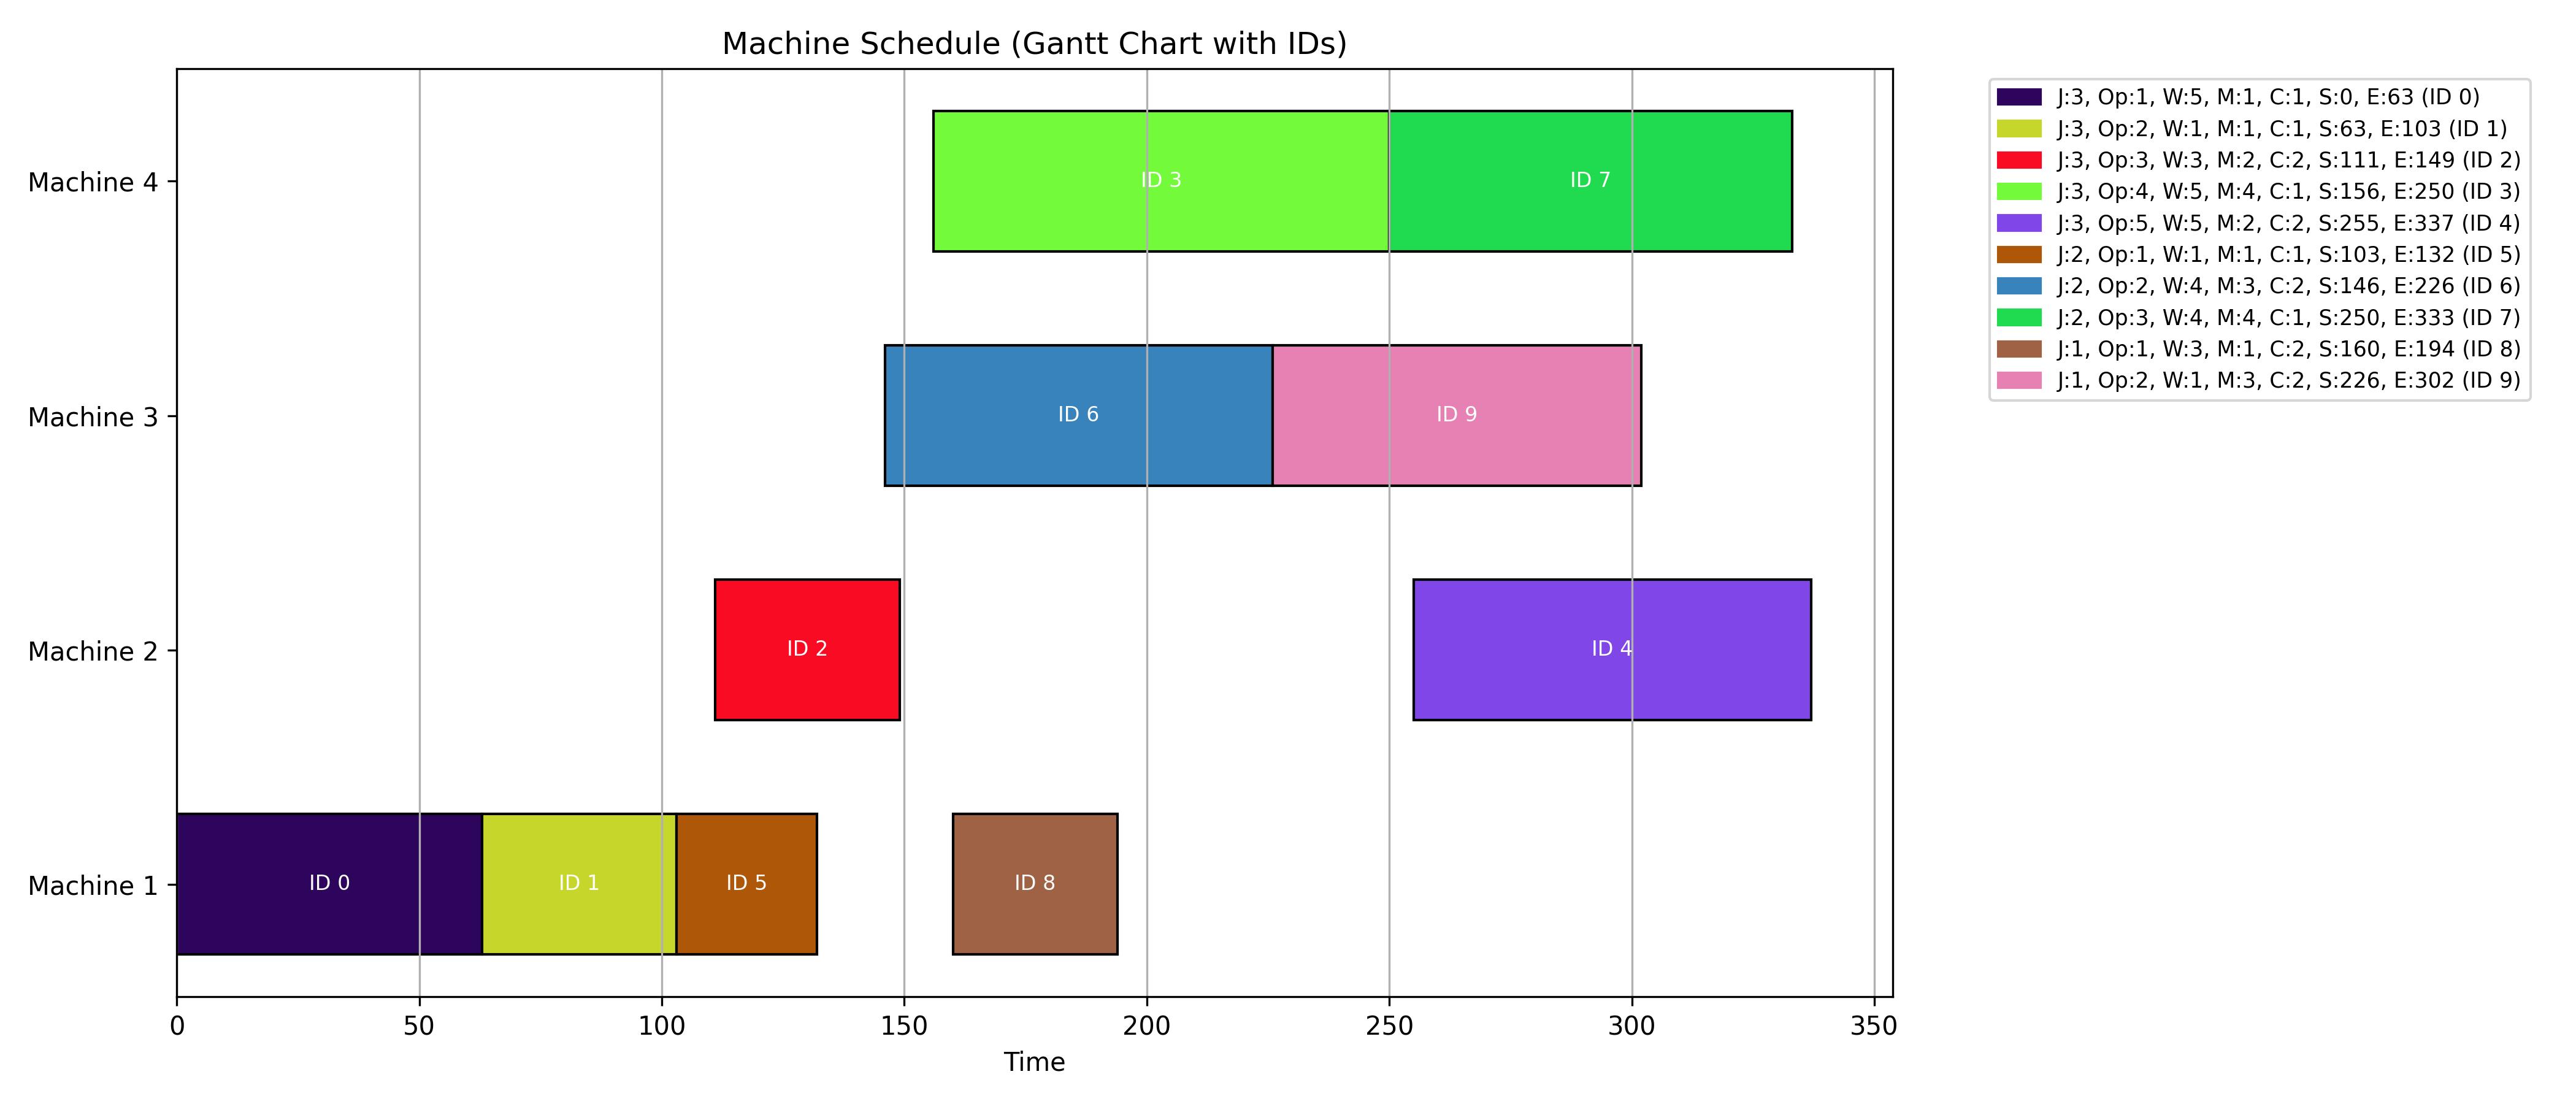 Machine Schedule (Gantt Chart with IDs)
Machine 4
Machine 3
Machine 2
Machine 1
ID 3
ID 7
ID 6
ID 9
ID 2
ID 4
ID 0
ID 1
ID 5
ID 8
0 50 100 150 200 250 300 350
Time
J:3, Op:1, W:5, M:1, C:1, S:0, E:63 (ID 0)
J:3, Op:2, W:1, M:1, C:1, S:63, E:103 (ID 1)
J:3, Op:3, W:3, M:2, C:2, S:111, E:149 (ID 2)
J:3, Op:4, W:5, M:4, C:1, S:156, E:250 (ID 3)
J:3, Op:5, W:5, M:2, C:2, S:255, E:337 (ID 4)
J:2, Op:1, W:1, M:1, C:1, S:103, E:132 (ID 5)
J:2, Op:2, W:4, M:3, C:2, S:146, E:226 (ID 6)
J:2, Op:3, W:4, M:4, C:1, S:250, E:333 (ID 7)
J:1, Op:1, W:3, M:1, C:2, S:160, E:194 (ID 8)
J:1, Op:2, W:1, M:3, C:2, S:226, E:302 (ID 9)